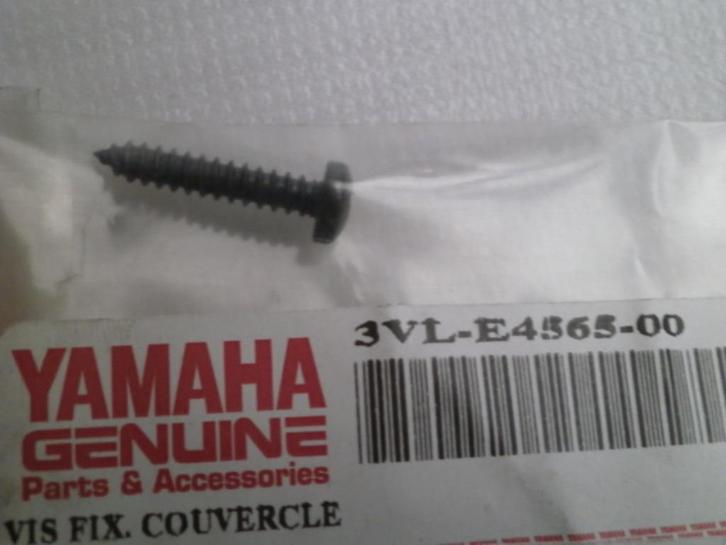 3VL-E4565-00
YAMAHA
GENUINE
Parts & Accessories
VIS FIX. COUVERCLE